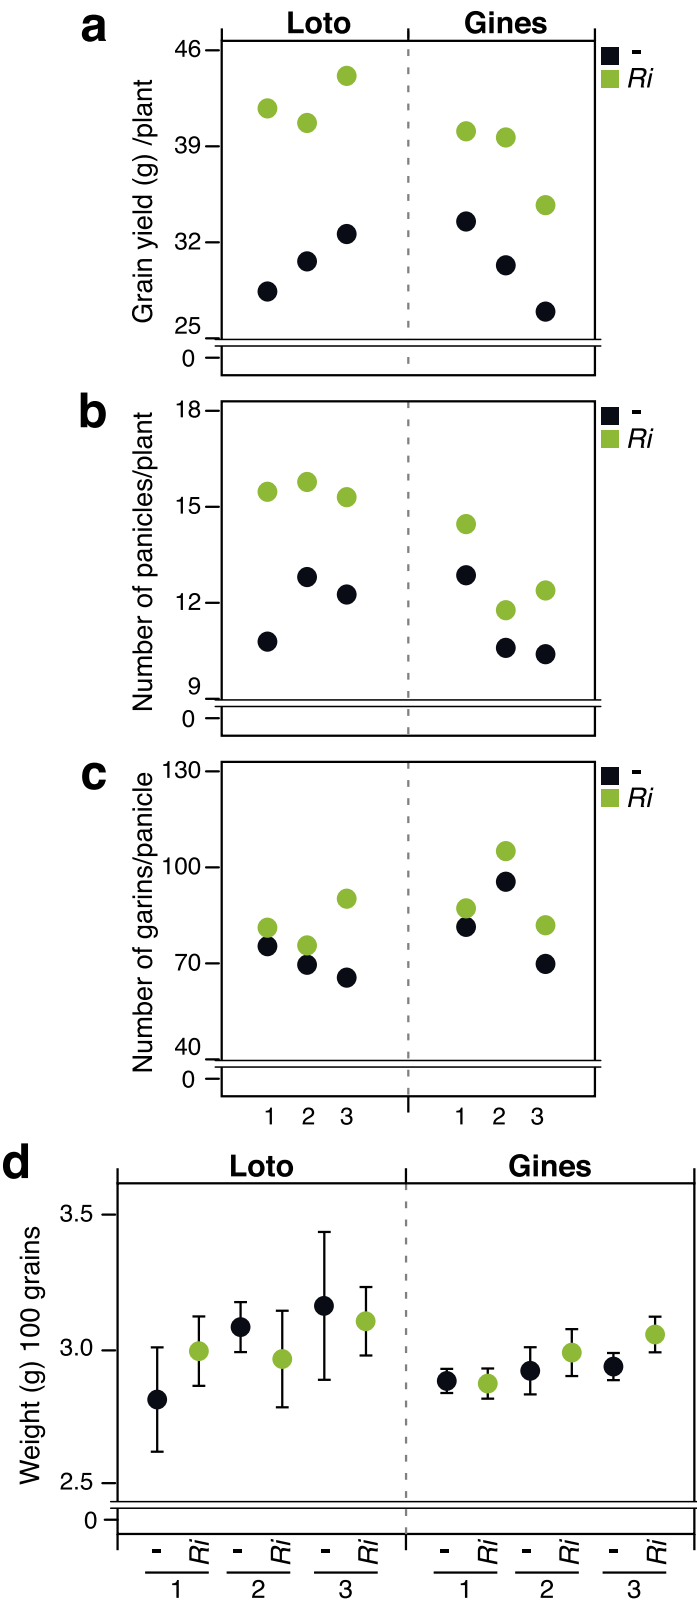 a
Loto Gines
Grain yield (g) /plant
46
39
32
25
0
-
Ri
b
Number of panicles/plant
18
15
12
9
0
-
Ri
c
Number of garins/panicle
130
100
70
40
0
-
Ri
1 2 3 1 2 3
d
Loto Gines
Weight (g) 100 grains
3.5
3.0
2.5
0
- Ri - Ri - Ri - Ri - Ri - Ri
1 2 3 1 2 3